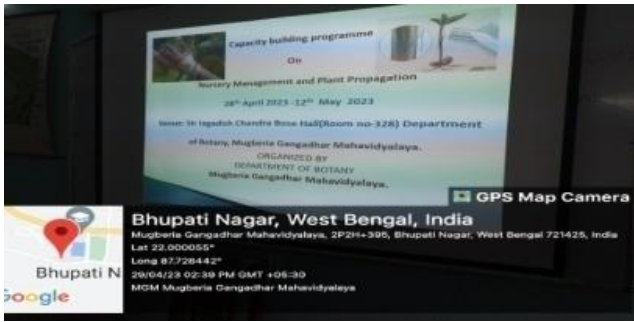 Capacity building programme
On
Nursery Management and Plant Propagation
28th April 2023 -12th May 2023
Venue: Sir Jagadish Chandra Bose Hall(Room no-328) Department
of Botany, Mugberia Gangadhar Mahavidyalaya.
ORGANIZED BY
DEPARTMENT OF BOTANY
Mugberia Gangadhar Mahavidyalaya.
GPS Map Camera
Bhupati Nagar, West Bengal, India
Mugberia Gangadhar Mahavidyalaya, 2P2H+395, Bhupati Nagar, West Bengal 721425, India
Lat 22.000055°
Long 87.728442°
29/04/23 02:39 PM GMT +05:30
MGM Mugberia Gangadhar Mahavidyalaya
Bhupati N
Google